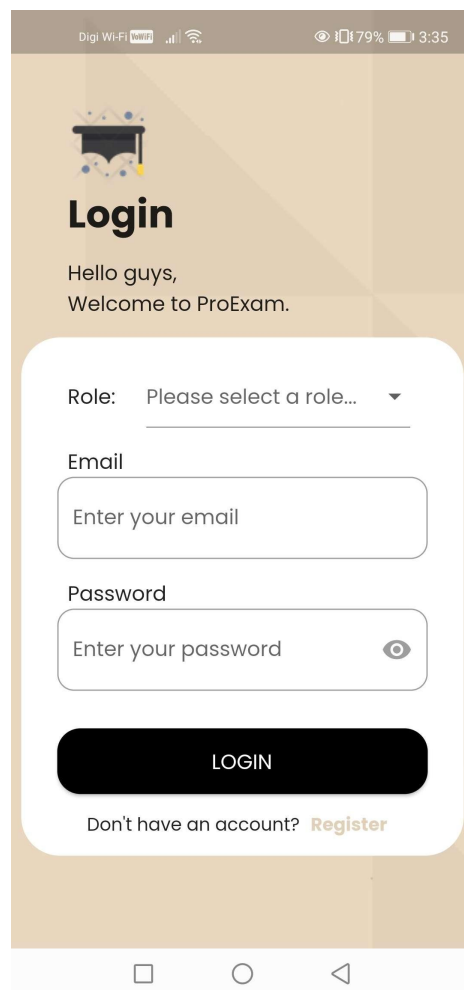 Digi Wi-Fi VoWiFi 79% 3:35
Login
Hello guys,
Welcome to ProExam.
Role: Please select a role...
Email
Enter your email
Password
Enter your password
LOGIN
Don't have an account? Register